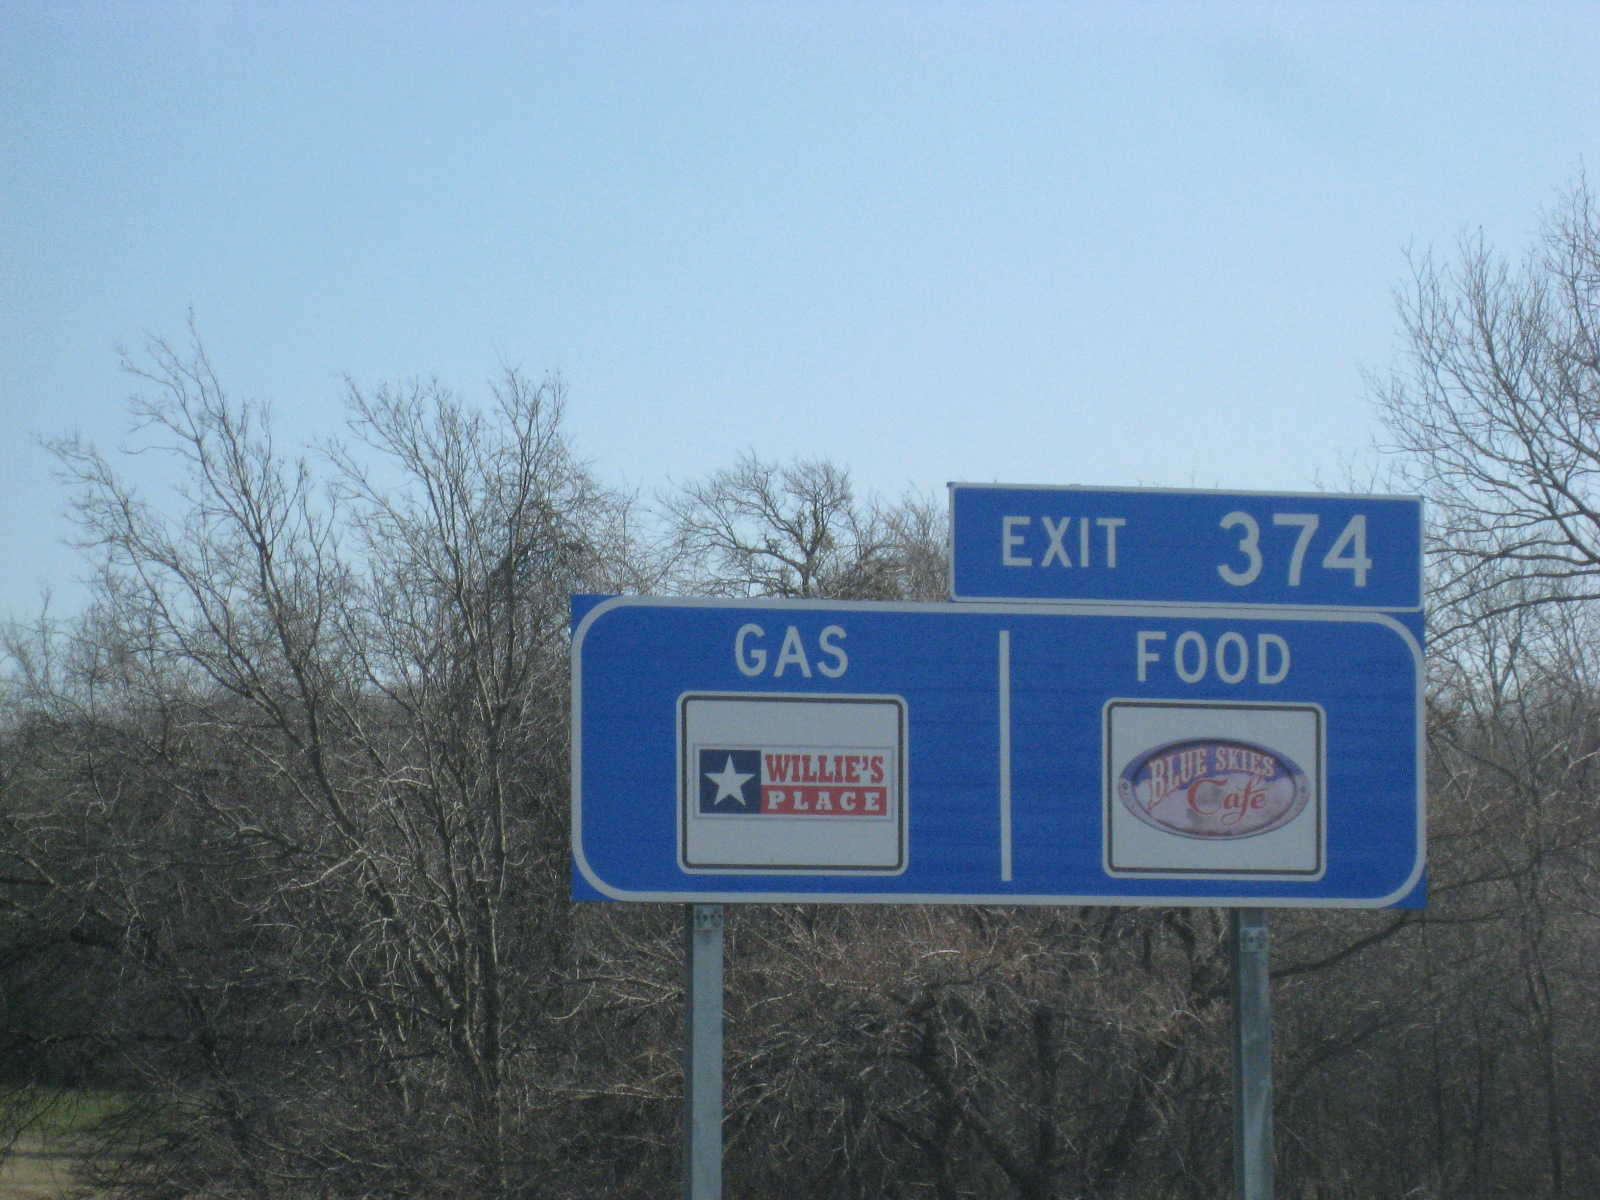 EXIT 374
GAS
FOOD
WILLIE'S
PLACE
BLUE SKIES
Cafe